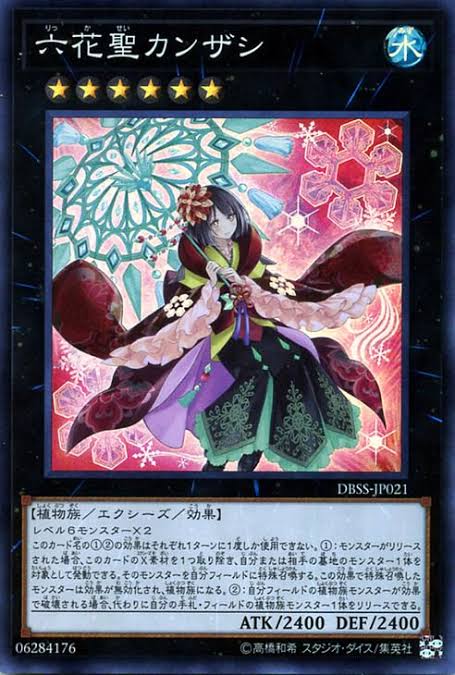 六花聖カンザシ
水
DBSS-JP021
【植物族/エクシーズ/効果】
レベル6モンスター×2
このカード名の①②の効果はそれぞれ1ターンに1度しか使用できない。①:モンスターがリリース
された場合、このカードのX素材を1つ取り除き、自分または相手の墓地のモンスター1体を
対象として発動できる。そのモンスターを自分フィールドに特殊召喚する。この効果で特殊召喚した
モンスターは効果が無効化され、植物族になる。②:自分フィールドの植物族モンスターが効果
で破壊される場合、代わりに自分の手札・フィールドの植物族モンスター1体をリリースできる。
ATK/2400 DEF/2400
06284176
©高橋和希 スタジオ・ダイス/集英社